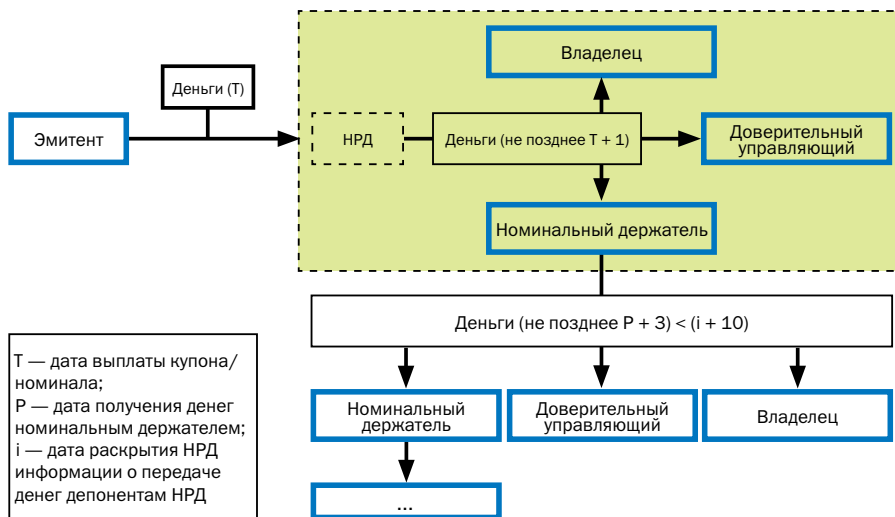 Владелец
Деньги (Т)
Эмитент
НРД
Деньги (не позднее Т + 1)
Доверительный
управляющий
Номинальный держатель
Деньги (не позднее Р + 3) < (i + 10)
Т — дата выплаты купона/
номинала;
Р — дата получения денег
номинальным держателем;
i — дата раскрытия НРД
информации о передаче
денег депонентам НРД
Номинальный
держатель
Доверительный
управляющий
Владелец
...